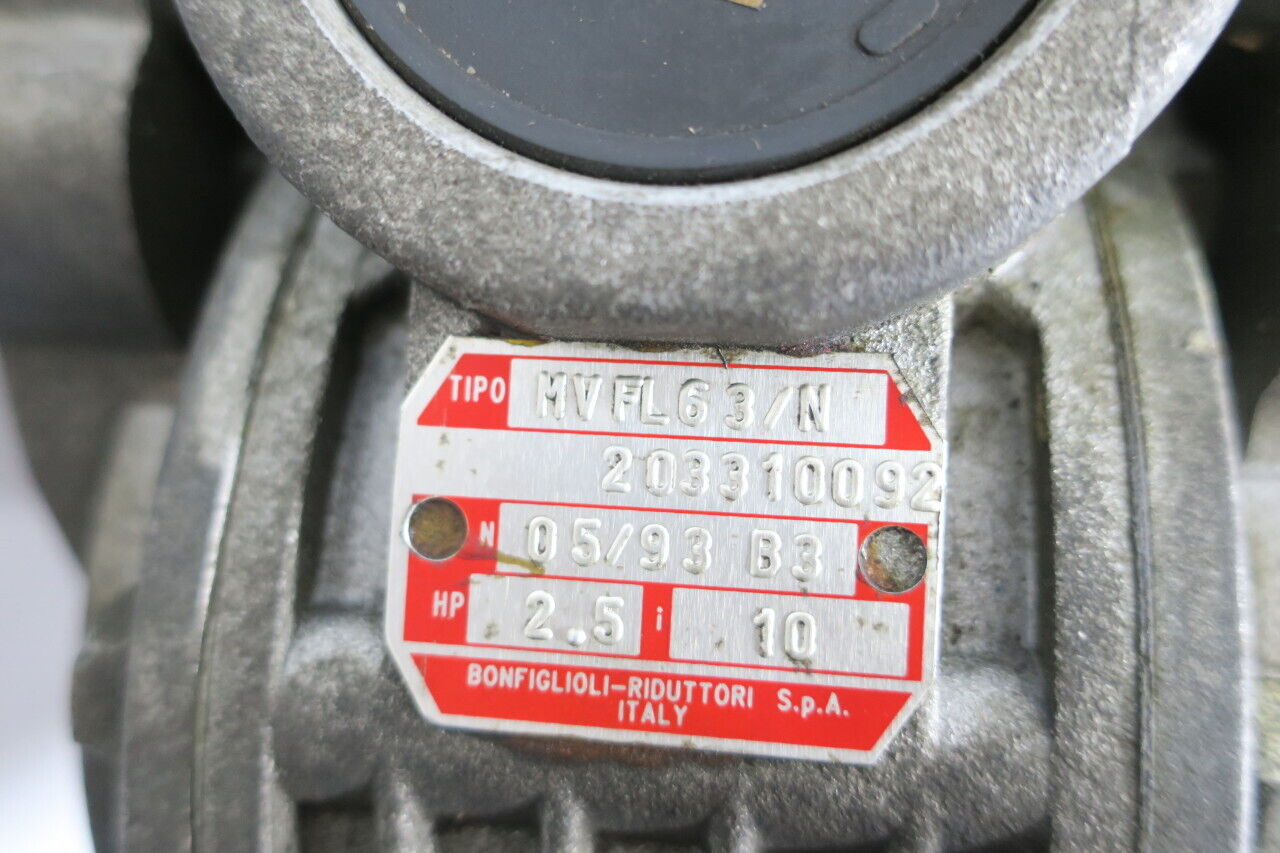 TIPO MVFL63/N
203310092
N 05/93 B3
HP 2.5 i 10
BONFIGLIOLI-RIDUTTORI S.p.A.
ITALY